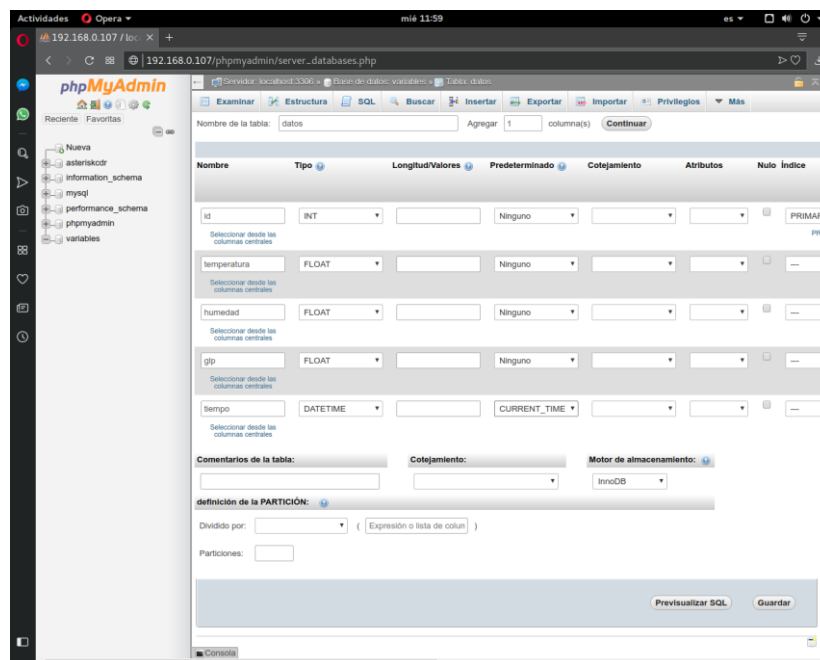 Actividades Opera mié 11:59 es
192.168.0.107 / loc × +
192.168.0.107/phpmyadmin/server_databases.php
phpMyAdmin
Reciente Favoritas
Nueva
asteriskcdr
information_schema
mysql
performance_schema
phpmyadmin
variables
Servidor: localhost:3306 » Base de datos: variables » Tabla: datos
Examinar Estructura SQL Buscar Insertar Exportar Importar Privilegios Más
Nombre de la tabla: datos Agregar 1 columna(s) Continuar
Nombre Tipo Longitud/Valores Predeterminado Cotejamiento Atributos Nulo Índice
id INT Ninguno PRIMAR
Seleccionar desde las PR
columnas centrales
temperatura FLOAT Ninguno ---
Seleccionar desde las
columnas centrales
humedad FLOAT Ninguno ---
Seleccionar desde las
columnas centrales
glp FLOAT Ninguno ---
Seleccionar desde las
columnas centrales
tiempo DATETIME CURRENT_TIME ---
Seleccionar desde las
columnas centrales
Comentarios de la tabla: Cotejamiento: Motor de almacenamiento:
InnoDB
definición de la PARTICIÓN:
Dividido por: ( Expresión o lista de colun )
Particiones:
Previsualizar SQL Guardar
Consola